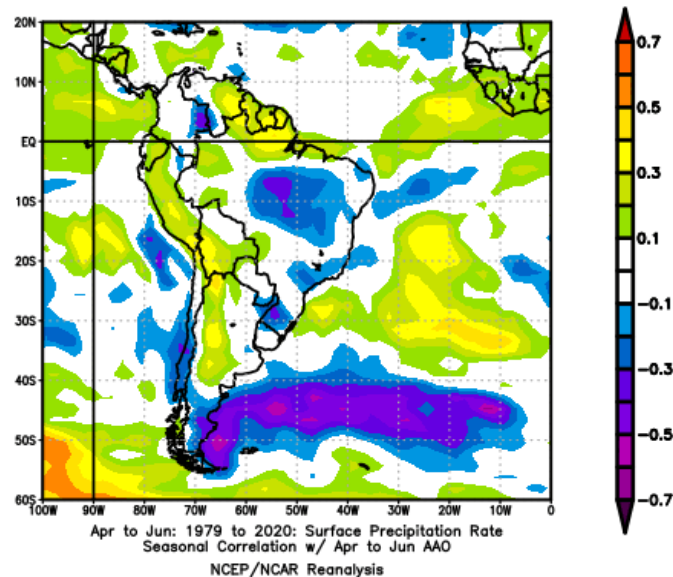 20N
10N
EQ
10S
20S
30S
40S
50S
60S
100W 90W 80W 70W 60W 50W 40W 30W 20W 10W 0
0.7
0.5
0.3
0.1
−0.1
−0.3
−0.5
−0.7
Apr to Jun: 1979 to 2020: Surface Precipitation Rate
Seasonal Correlation w/ Apr to Jun AAO
NCEP/NCAR Reanalysis